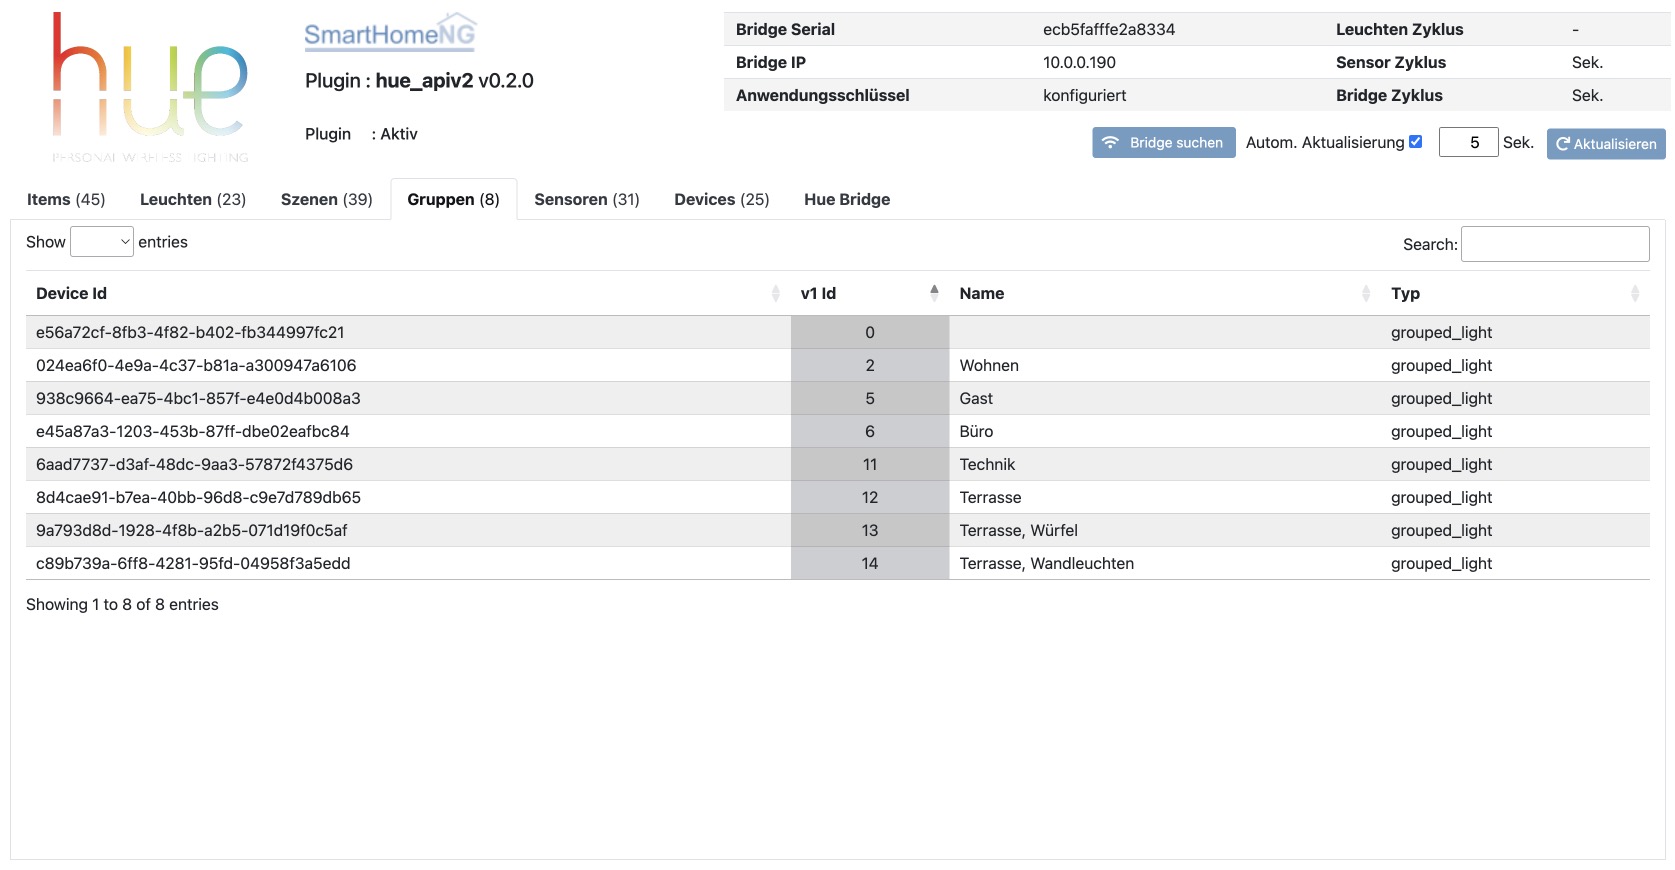 hue
PERSONAL WIRELESS LIGHTING
SmartHomeNG
Plugin : hue_apiv2 v0.2.0
Plugin : Aktiv
Bridge Serial ecb5fafffe2a8334 Leuchten Zyklus -
Bridge IP 10.0.0.190 Sensor Zyklus Sek.
Anwendungsschlüssel konfiguriert Bridge Zyklus Sek.
Bridge suchen Autom. Aktualisierung 5 Sek. Aktualisieren
Items (45) Leuchten (23) Szenen (39) Gruppen (8) Sensoren (31) Devices (25) Hue Bridge
Show entries Search:
Device Id v1 Id Name Typ
e56a72cf-8fb3-4f82-b402-fb344997fc21 0 grouped_light
024ea6f0-4e9a-4c37-b81a-a300947a6106 2 Wohnen grouped_light
938c9664-ea75-4bc1-857f-e4e0d4b008a3 5 Gast grouped_light
e45a87a3-1203-453b-87ff-dbe02eafbc84 6 Büro grouped_light
6aad7737-d3af-48dc-9aa3-57872f4375d6 11 Technik grouped_light
8d4cae91-b7ea-40bb-96d8-c9e7d789db65 12 Terrasse grouped_light
9a793d8d-1928-4f8b-a2b5-071d19f0c5af 13 Terrasse, Würfel grouped_light
c89b739a-6ff8-4281-95fd-04958f3a5edd 14 Terrasse, Wandleuchten grouped_light
Showing 1 to 8 of 8 entries